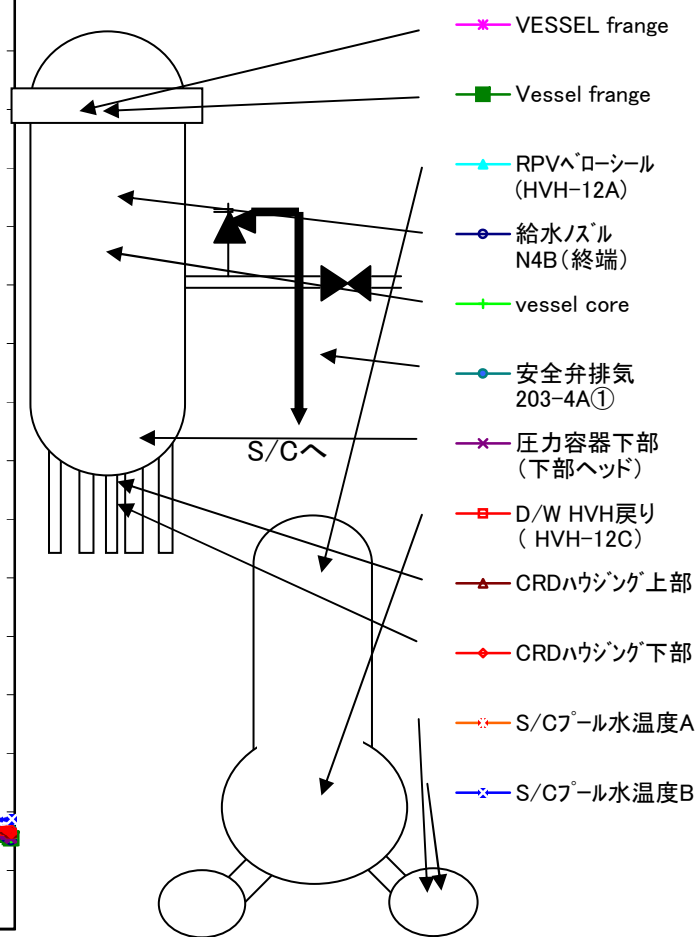 VESSEL frange
Vessel frange
RPVベローシール
(HVH-12A)
給水ノズル
N4B(終端)
vessel core
安全弁排気
203-4A①
S/Cへ
圧力容器下部
(下部ヘッド)
D/W HVH戻り
( HVH-12C)
CRDハウジング上部
CRDハウジング下部
S/Cプール水温度A
S/Cプール水温度B